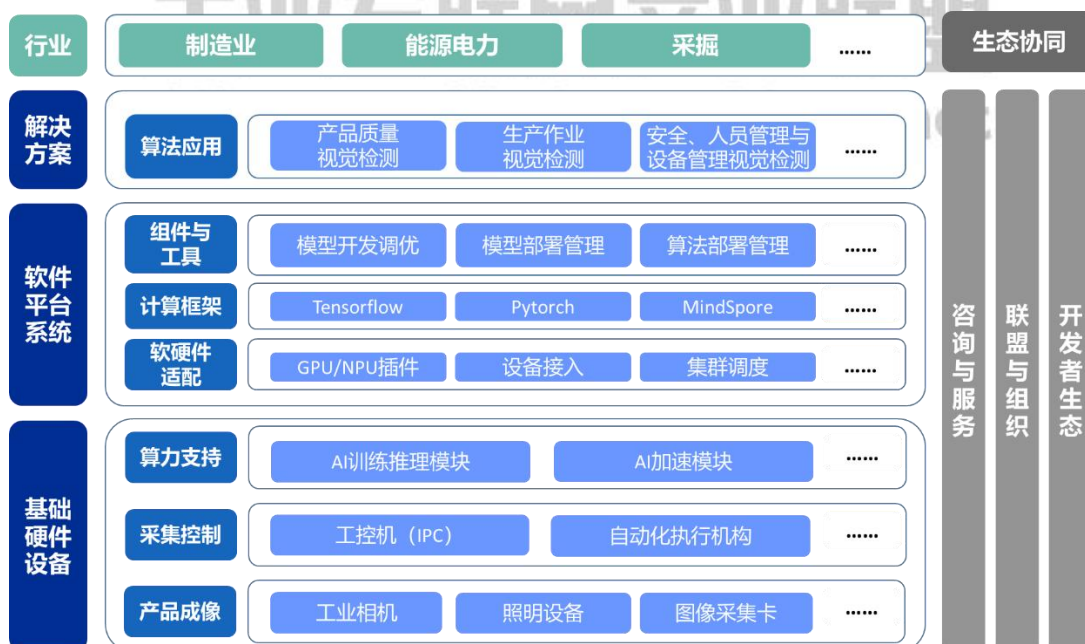 行业
制造业
能源电力
采掘
……
生态协同
解决
方案
算法应用
产品质量
视觉检测
生产作业
视觉检测
安全、人员管理与
设备管理视觉检测
……
软件
平台
系统
组件与
工具
模型开发调优
模型部署管理
算法部署管理
……
计算框架
Tensorflow
Pytorch
MindSpore
……
软硬件
适配
GPU/NPU插件
设备接入
集群调度
……
基础
硬件
设备
算力支持
AI训练推理模块
AI加速模块
……
采集控制
工控机（IPC）
自动化执行机构
……
产品成像
工业相机
照明设备
图像采集卡
……
咨询与服务
联盟与组织
开发者生态